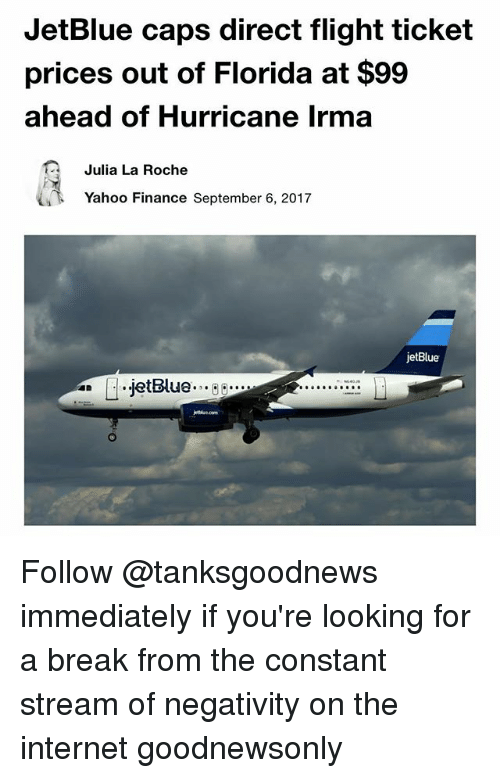 JetBlue caps direct flight ticket
prices out of Florida at $99
ahead of Hurricane Irma
Julia La Roche
Yahoo Finance September 6, 2017
jetBlue
jetBlue
jetblue.com
Follow @tanksgoodnews
immediately if you're looking for
a break from the constant
stream of negativity on the
internet goodnewsonly